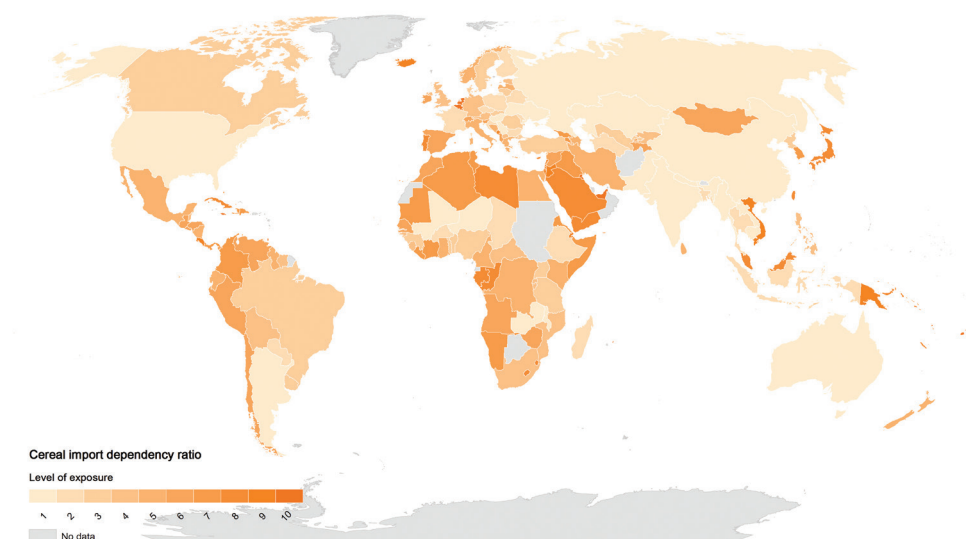 Cereal import dependency ratio
Level of exposure
1 2 3 4 5 6 7 8 9 10
No data